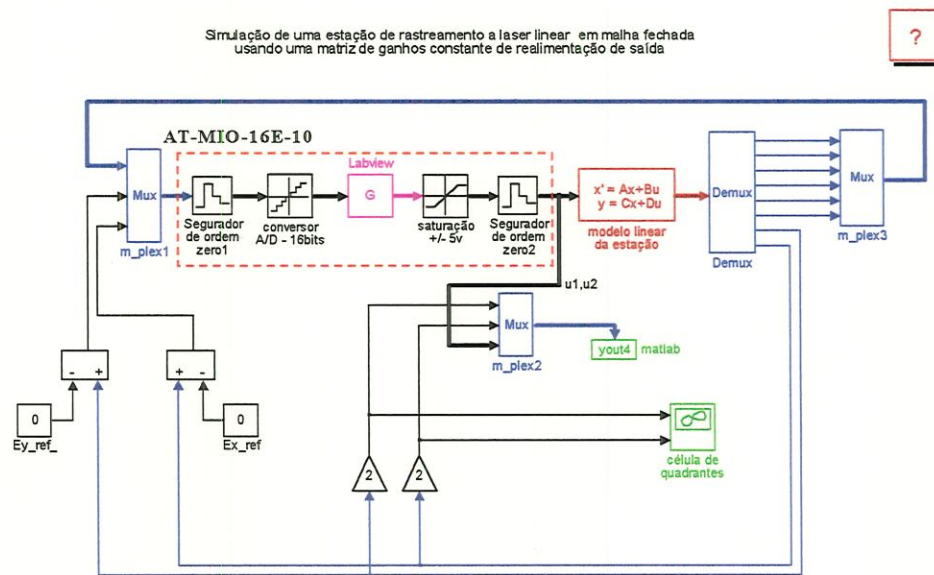 Simulação de uma estação de rastreamento a laser linear em malha fechada
usando uma matriz de ganhos constante de realimentação de saída
?
AT-MIO-16E-10
Mux
m_plex1
Segurador
de ordem
zero1
conversor
A/D - 16bits
Labview
G
saturação
+/- 5v
Segurador
de ordem
zero2
x' = Ax+Bu
y = Cx+Du
modelo linear
da estação
Demux
Demux
Mux
m_plex3
u1,u2
Mux
m_plex2
yout4
matlab
- +
+ -
0
Ey_ref_
0
Ex_ref
2
2
célula de
quadrantes